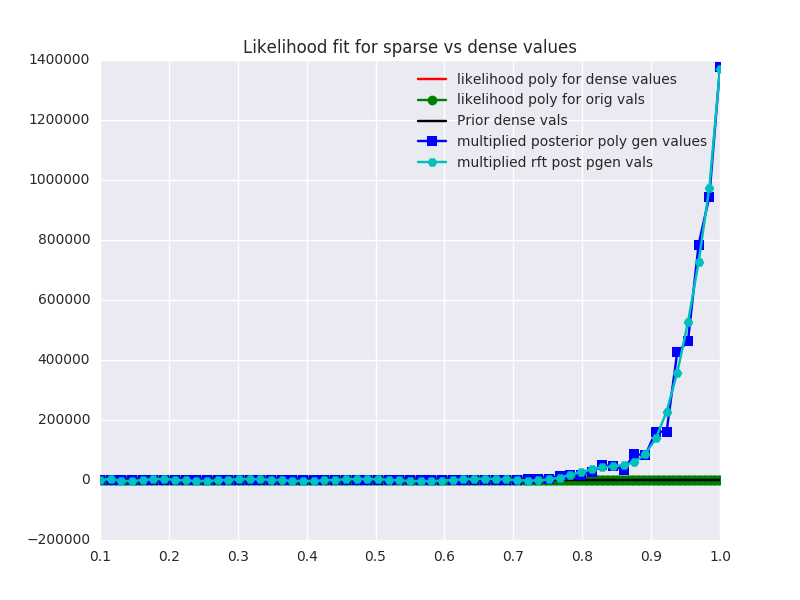 Likelihood fit for sparse vs dense values
1400000
1200000
1000000
800000
600000
400000
200000
0
−200000
0.1 0.2 0.3 0.4 0.5 0.6 0.7 0.8 0.9 1.0
likelihood poly for dense values
likelihood poly for orig vals
Prior dense vals
multiplied posterior poly gen values
multiplied rft post pgen vals